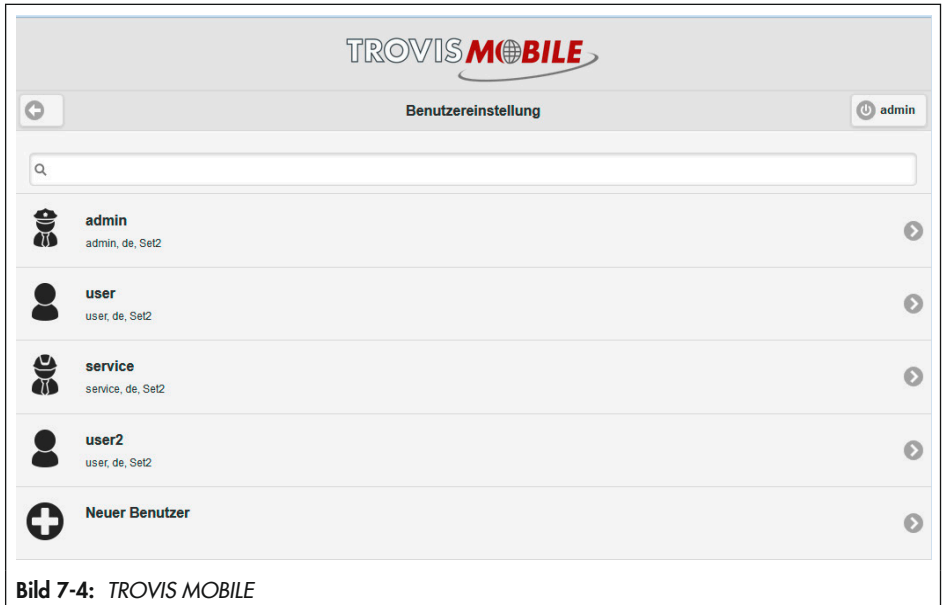 TROVIS MOBILE
Benutzereinstellung
admin
admin
admin, de, Set2
user
user, de, Set2
service
service, de, Set2
user2
user, de, Set2
Neuer Benutzer
Bild 7-4: TROVIS MOBILE